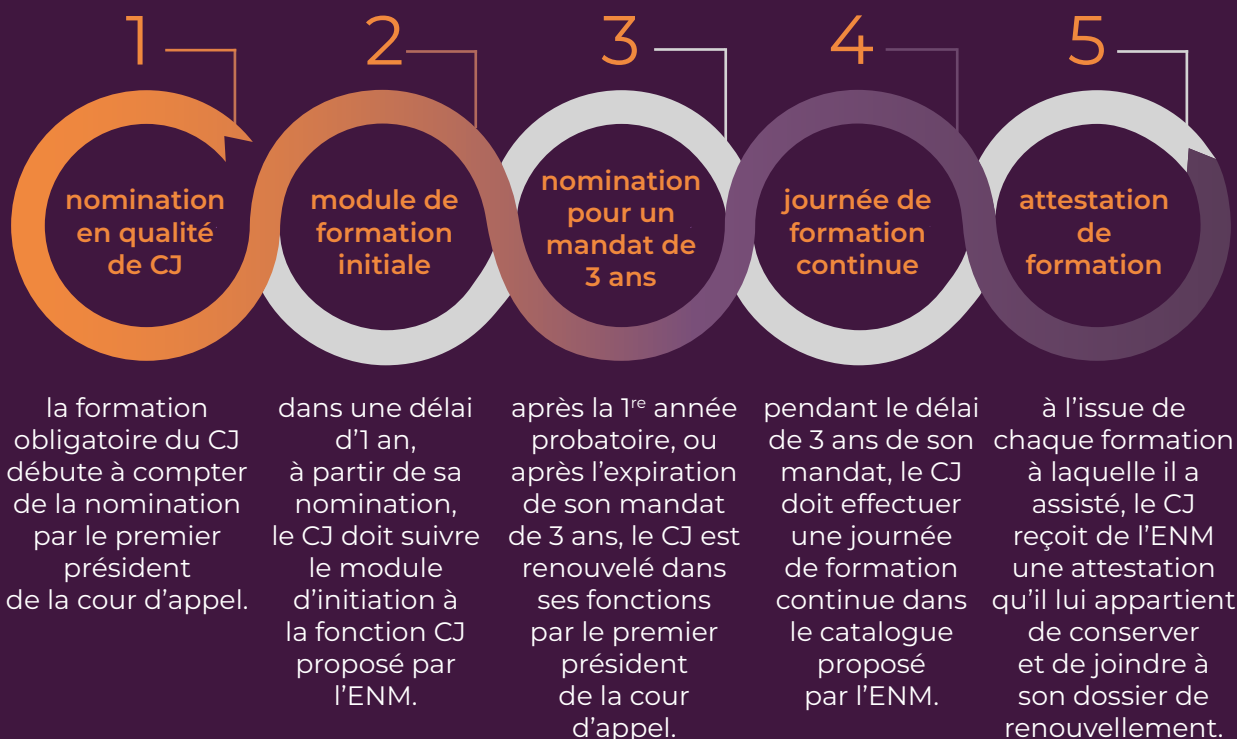 1
nomination
en qualité
de CJ
la formation
obligatoire du CJ
débute à compter
de la nomination
par le premier
président
de la cour d’appel.
2
module de
formation
initiale
dans une délai
d’1 an,
à partir de sa
nomination,
le CJ doit suivre
le module
d’initiation à
la fonction CJ
proposé par
l’ENM.
3
nomination
pour un
mandat de
3 ans
après la 1re année
probatoire, ou
après l’expiration
de son mandat
de 3 ans, le CJ est
renouvelé dans
ses fonctions
par le premier
président
de la cour
d’appel.
4
journée de
formation
continue
pendant le délai
de 3 ans de son
mandat, le CJ
doit effectuer
une journée
de formation
continue dans
le catalogue
proposé
par l’ENM.
5
attestation
de
formation
à l’issue de
chaque formation
à laquelle il a
assisté, le CJ
reçoit de l’ENM
une attestation
qu’il lui appartient
de conserver
et de joindre à
son dossier de
renouvellement.